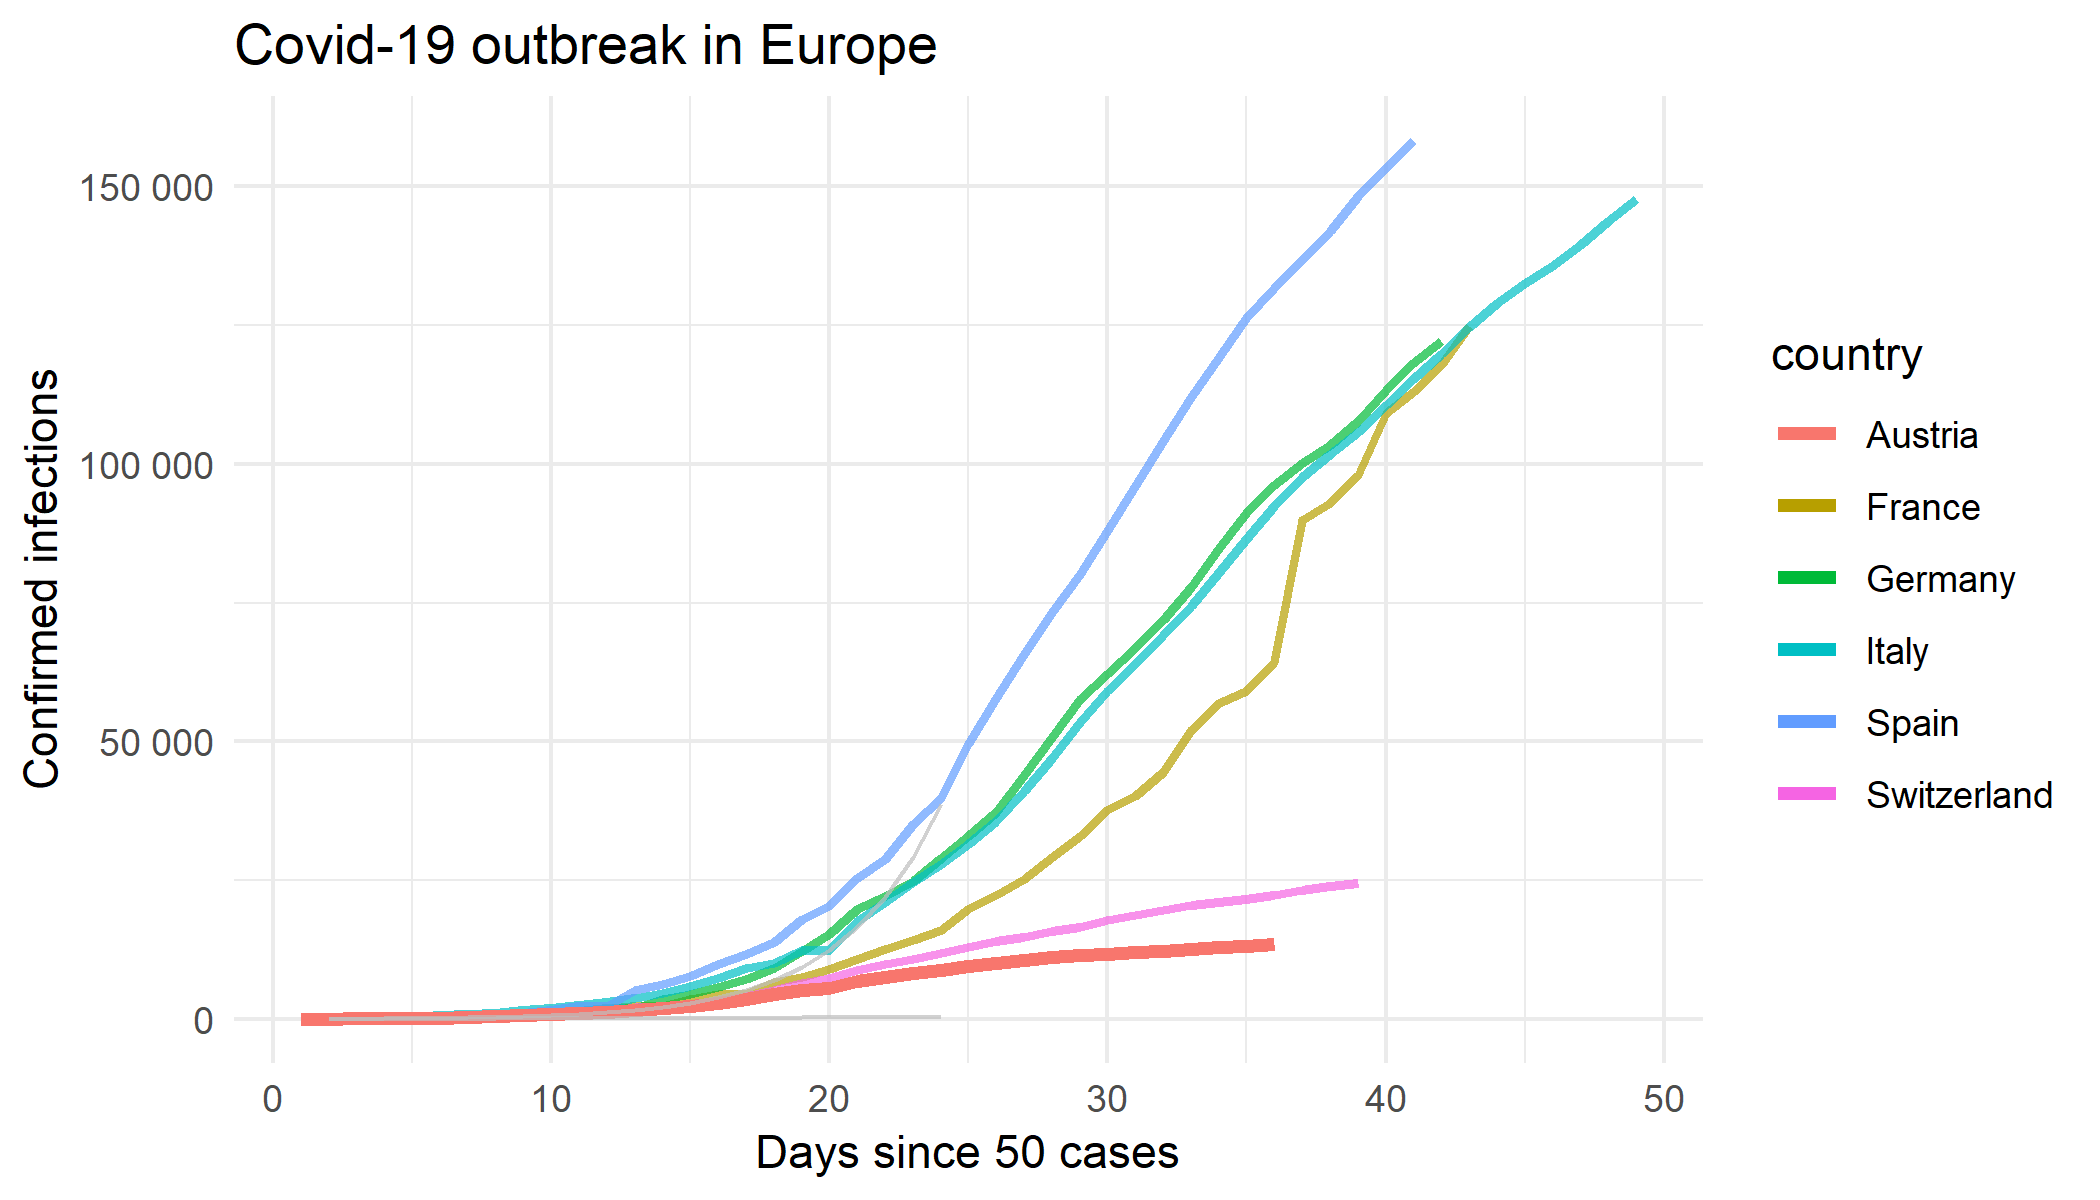 Covid-19 outbreak in Europe
Confirmed infections
150 000
100 000
50 000
0
0 10 20 30 40 50
Days since 50 cases
country
Austria
France
Germany
Italy
Spain
Switzerland